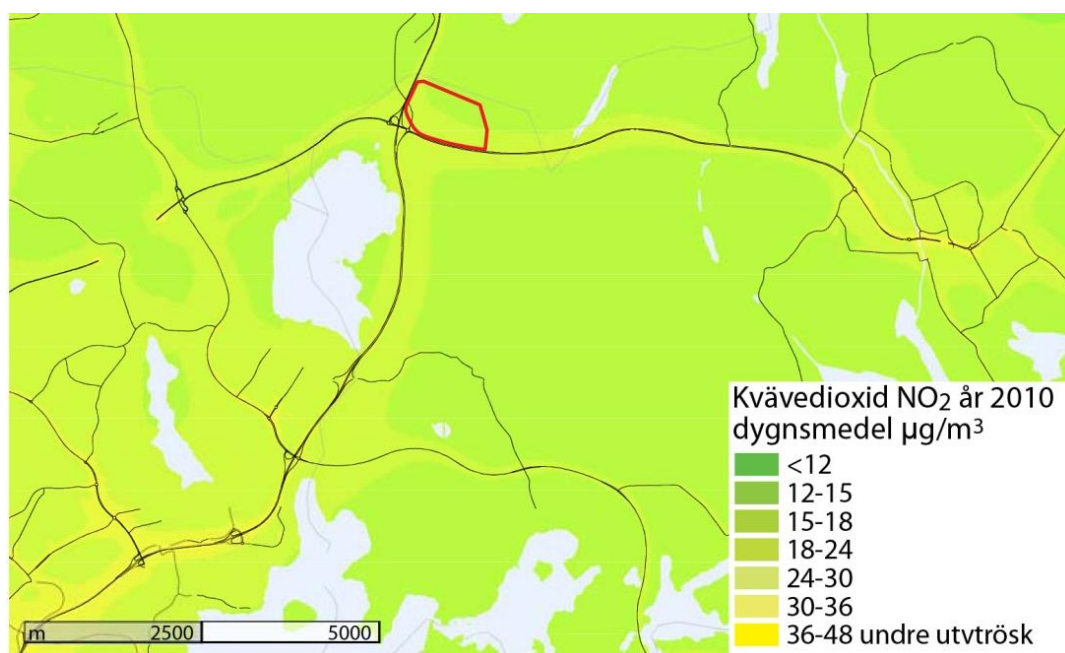 Kvävedioxid NO2 år 2010
dygnsmedel µg/m³
<12
12-15
15-18
18-24
24-30
30-36
36-48 undre utvtrösk
m 2500 5000